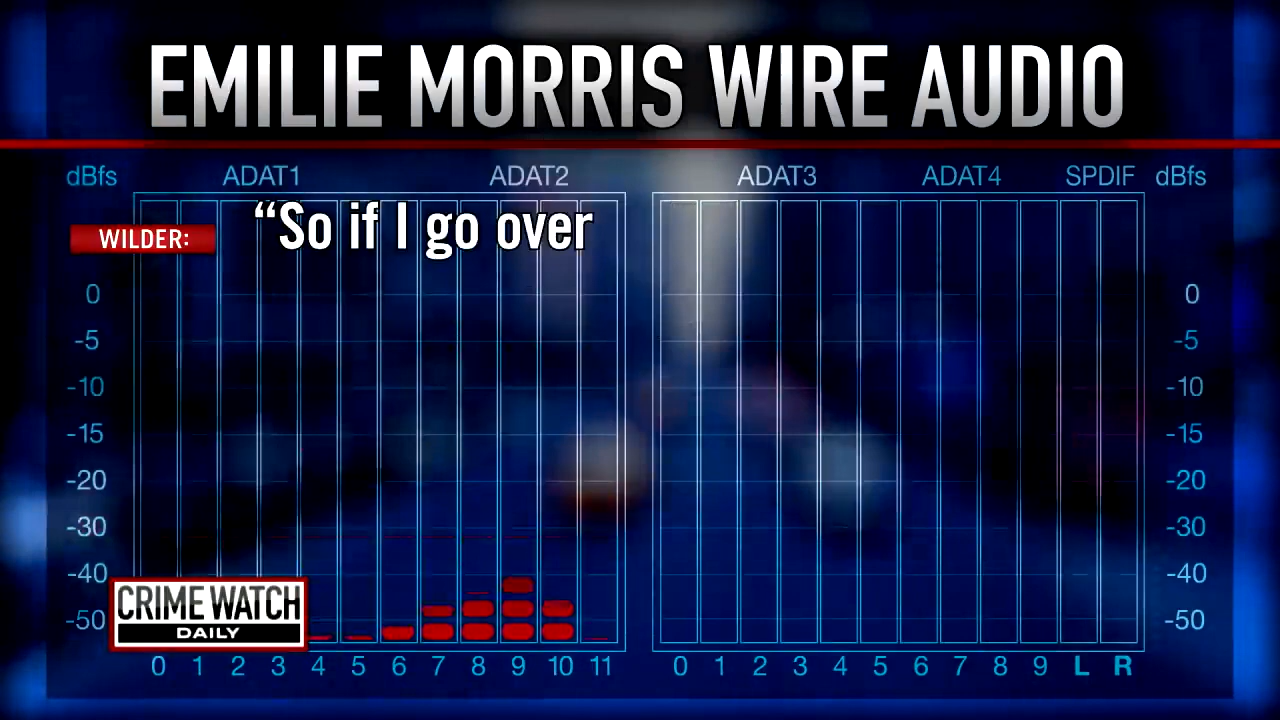 EMILIE MORRIS WIRE AUDIO
dBfs ADAT1 ADAT2 ADAT3 ADAT4 SPDIF dBfs
WILDER: “So if I go over
0 0
-5 -5
-10 -10
-15 -15
-20 -20
-30 -30
-40 -40
-50 -50
CRIME WATCH
DAILY
0 1 2 3 4 5 6 7 8 9 10 11 0 1 2 3 4 5 6 7 8 9 L R